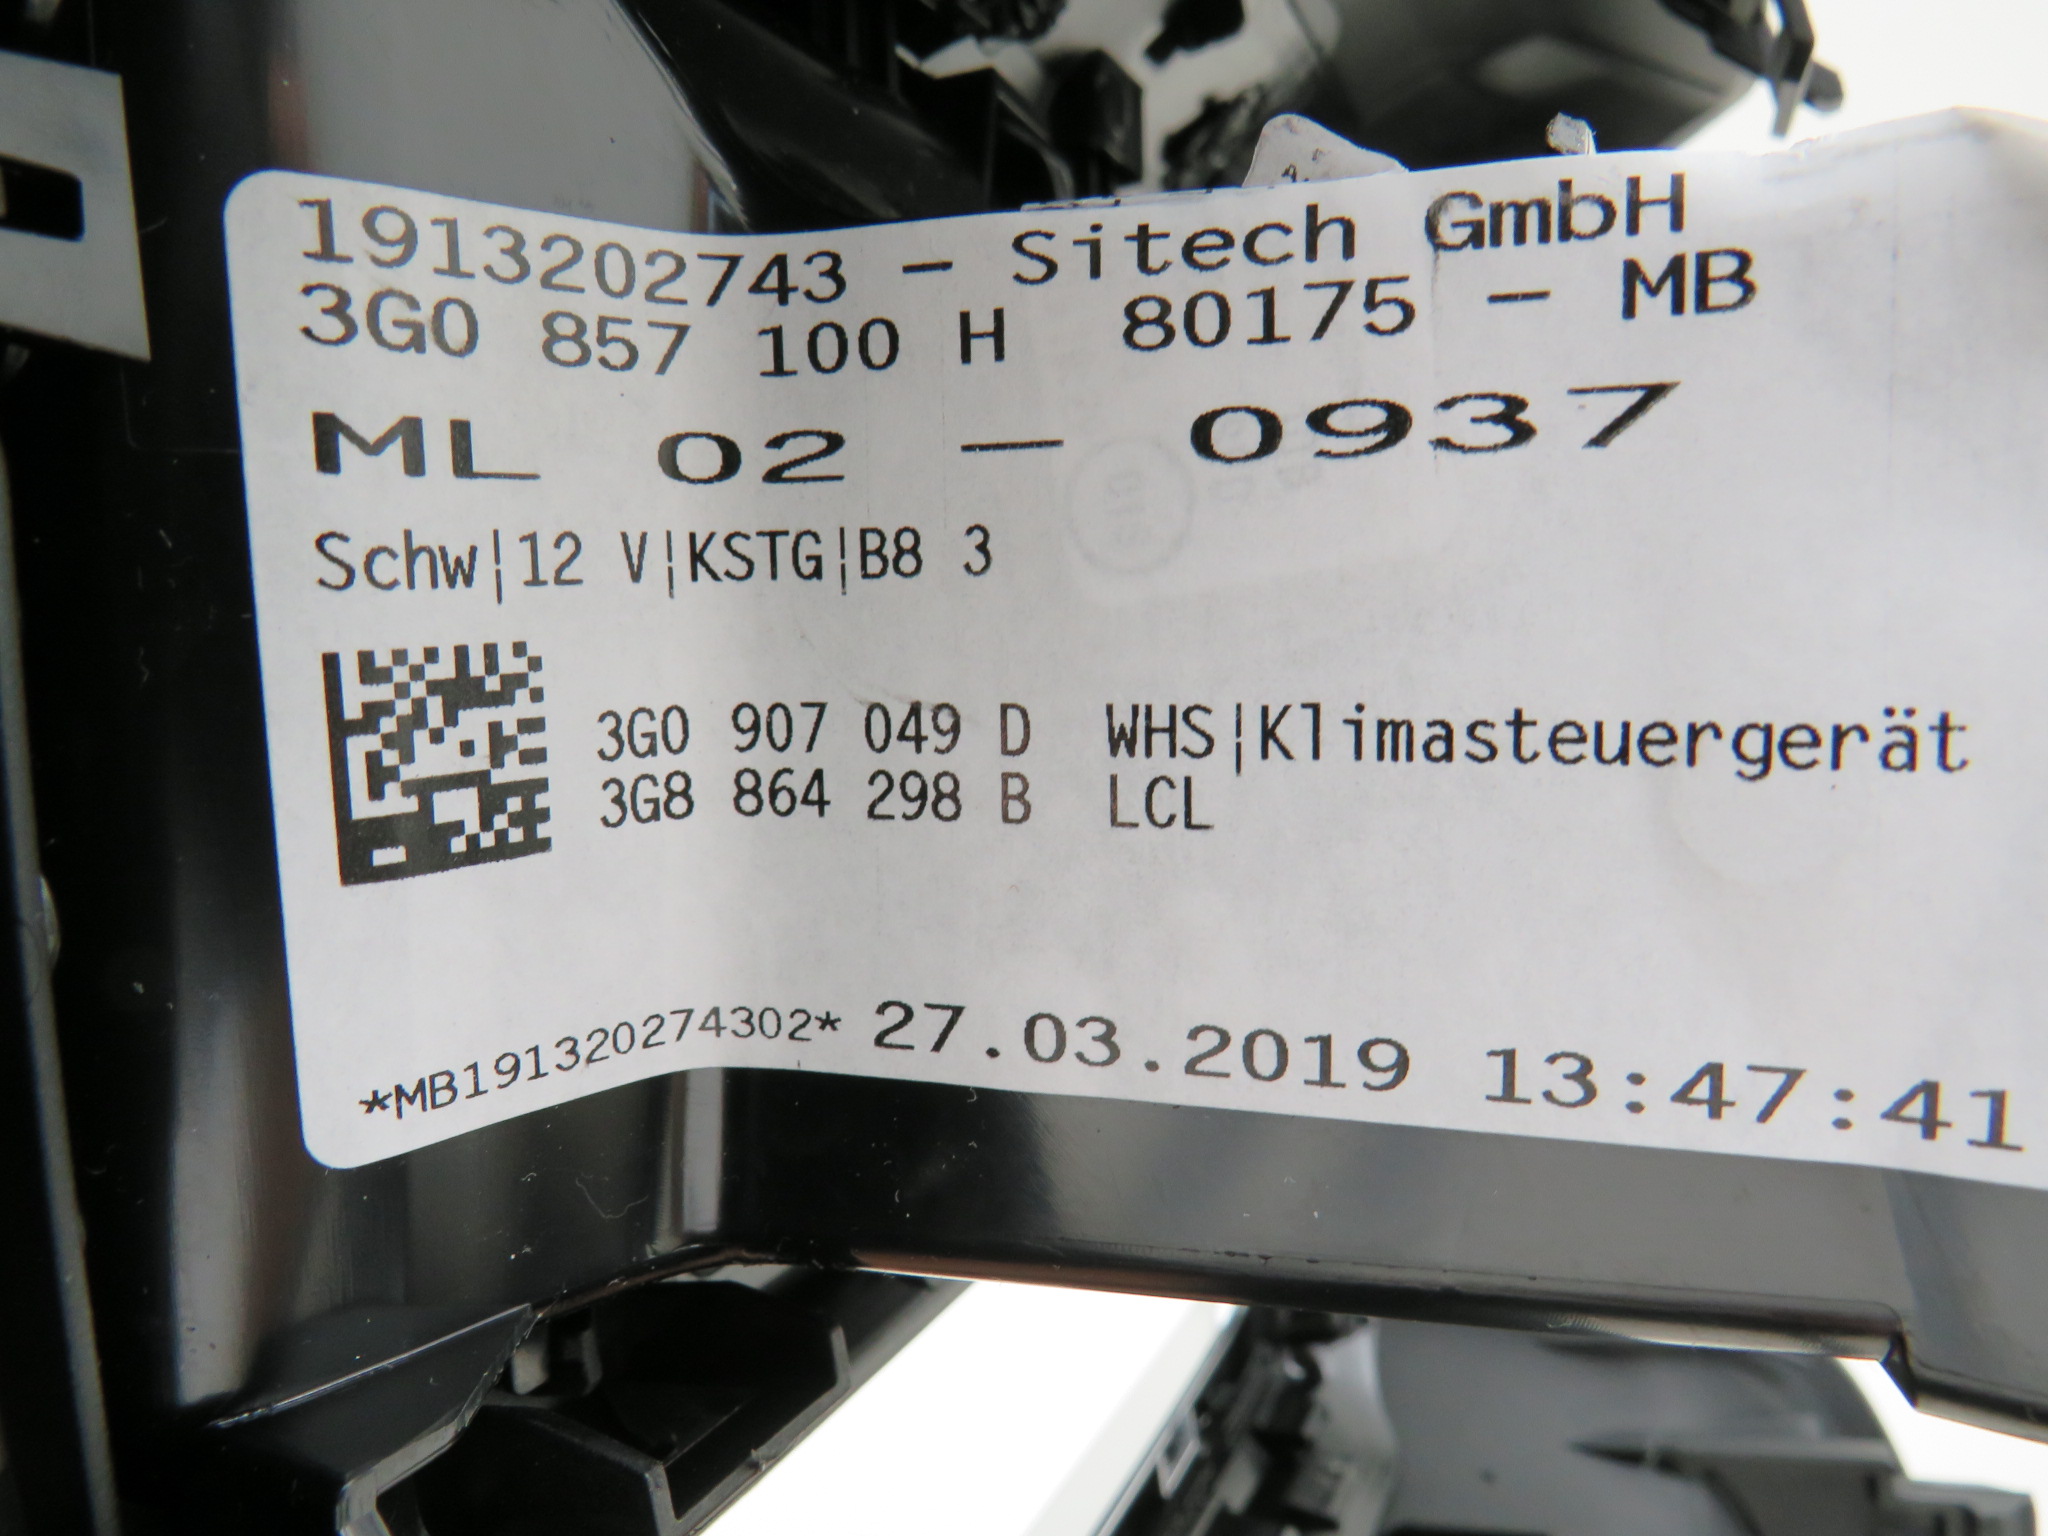 1913202743 - Sitech GmbH
3G0 857 100 H 80175 - MB
ML 02 - 0937
Schw|12 V|KSTG|B8 3
3G0 907 049 D WHS|Klimasteuergerät
3G8 864 298 B LCL
*MB191320274302* 27.03.2019 13:47:41